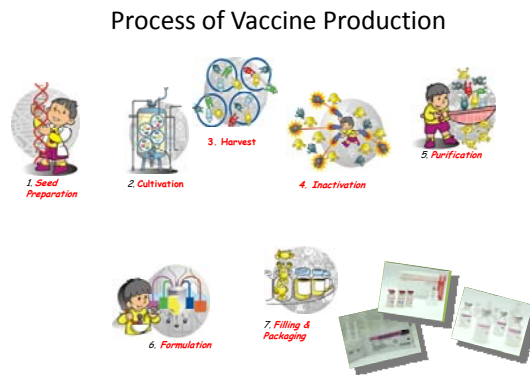 Process of Vaccine Production
1. Seed
Preparation
2. Cultivation
3. Harvest
4. Inactivation
5. Purification
6. Formulation
7. Filling &
Packaging